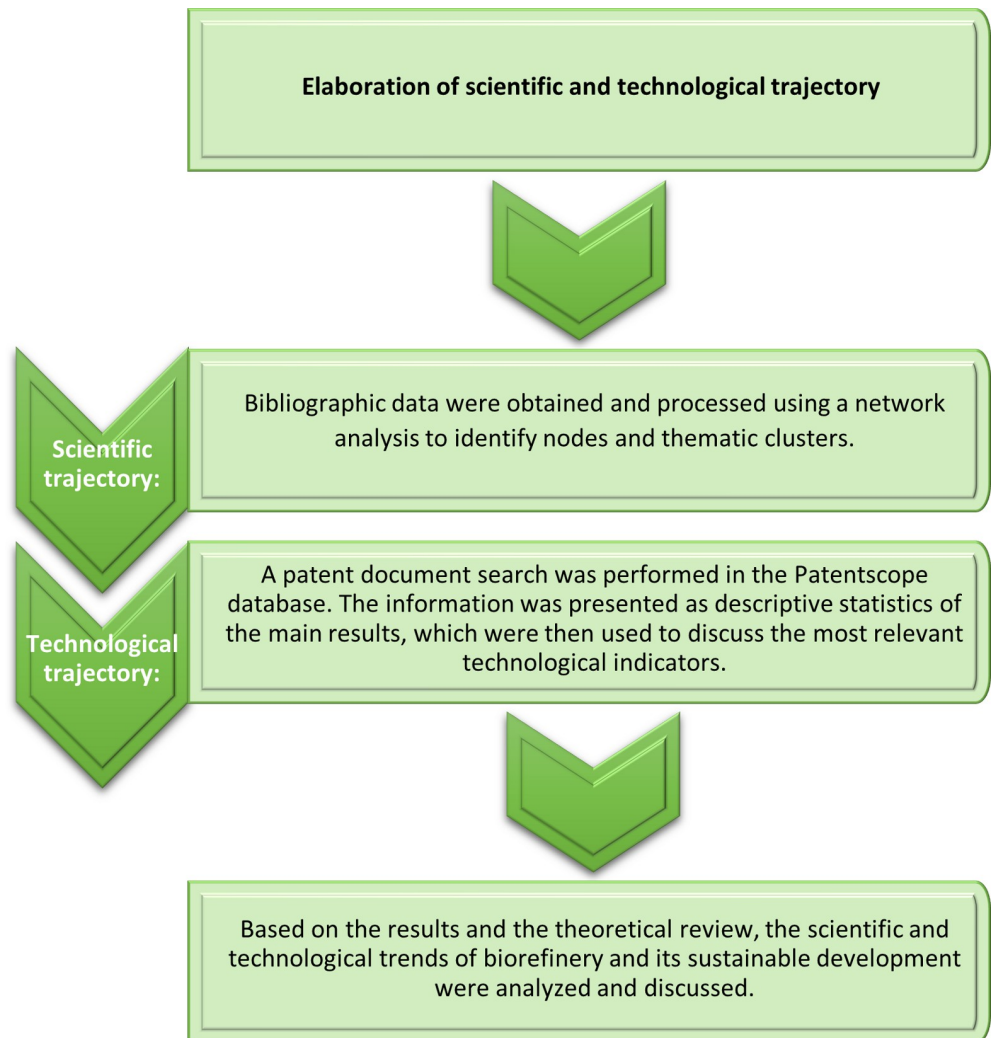 Elaboration of scientific and technological trajectory
Scientific
trajectory:
Bibliographic data were obtained and processed using a network
analysis to identify nodes and thematic clusters.
Technological
trajectory:
A patent document search was performed in the Patentscope
database. The information was presented as descriptive statistics of
the main results, which were then used to discuss the most relevant
technological indicators.
Based on the results and the theoretical review, the scientific and
technological trends of biorefinery and its sustainable development
were analyzed and discussed.